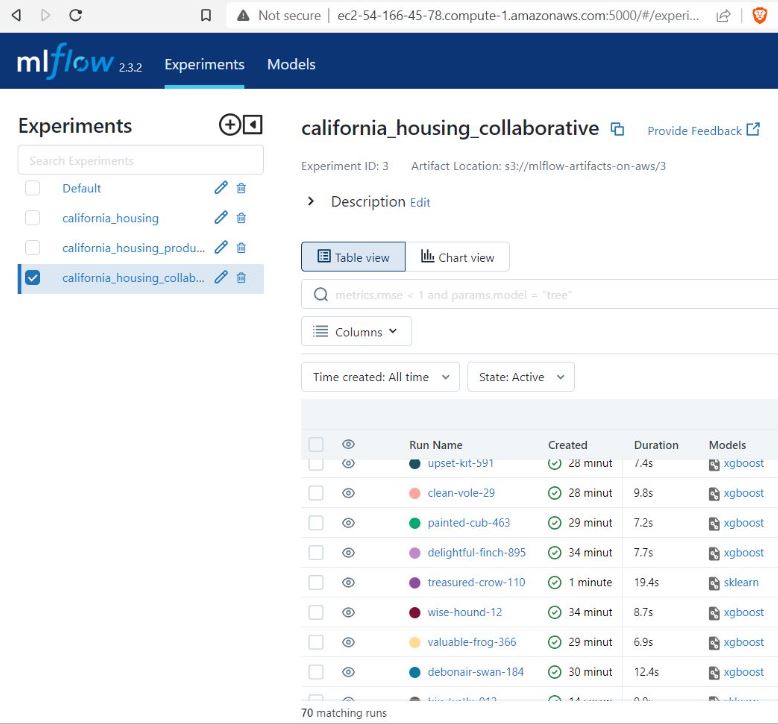 Not secure | ec2-54-166-45-78.compute-1.amazonaws.com:5000/#/experi...
mlflow 2.3.2 Experiments Models
Experiments
Search Experiments
Default
california_housing
california_housing_produ...
california_housing_collab...
california_housing_collaborative
Provide Feedback
Experiment ID: 3 Artifact Location: s3://mlflow-artifacts-on-aws/3
Description Edit
Table view Chart view
metrics.rmse < 1 and params.model = "tree"
Columns
Time created: All time State: Active
Run Name Created Duration Models
upset-kit-591 28 minut 7.4s xgboost
clean-vole-29 28 minut 9.8s xgboost
painted-cub-463 29 minut 7.2s xgboost
delightful-finch-895 34 minut 7.7s xgboost
treasured-crow-110 1 minute 19.4s sklearn
wise-hound-12 34 minut 8.7s xgboost
valuable-frog-366 29 minut 6.9s xgboost
debonair-swan-184 30 minut 12.4s xgboost
70 matching runs